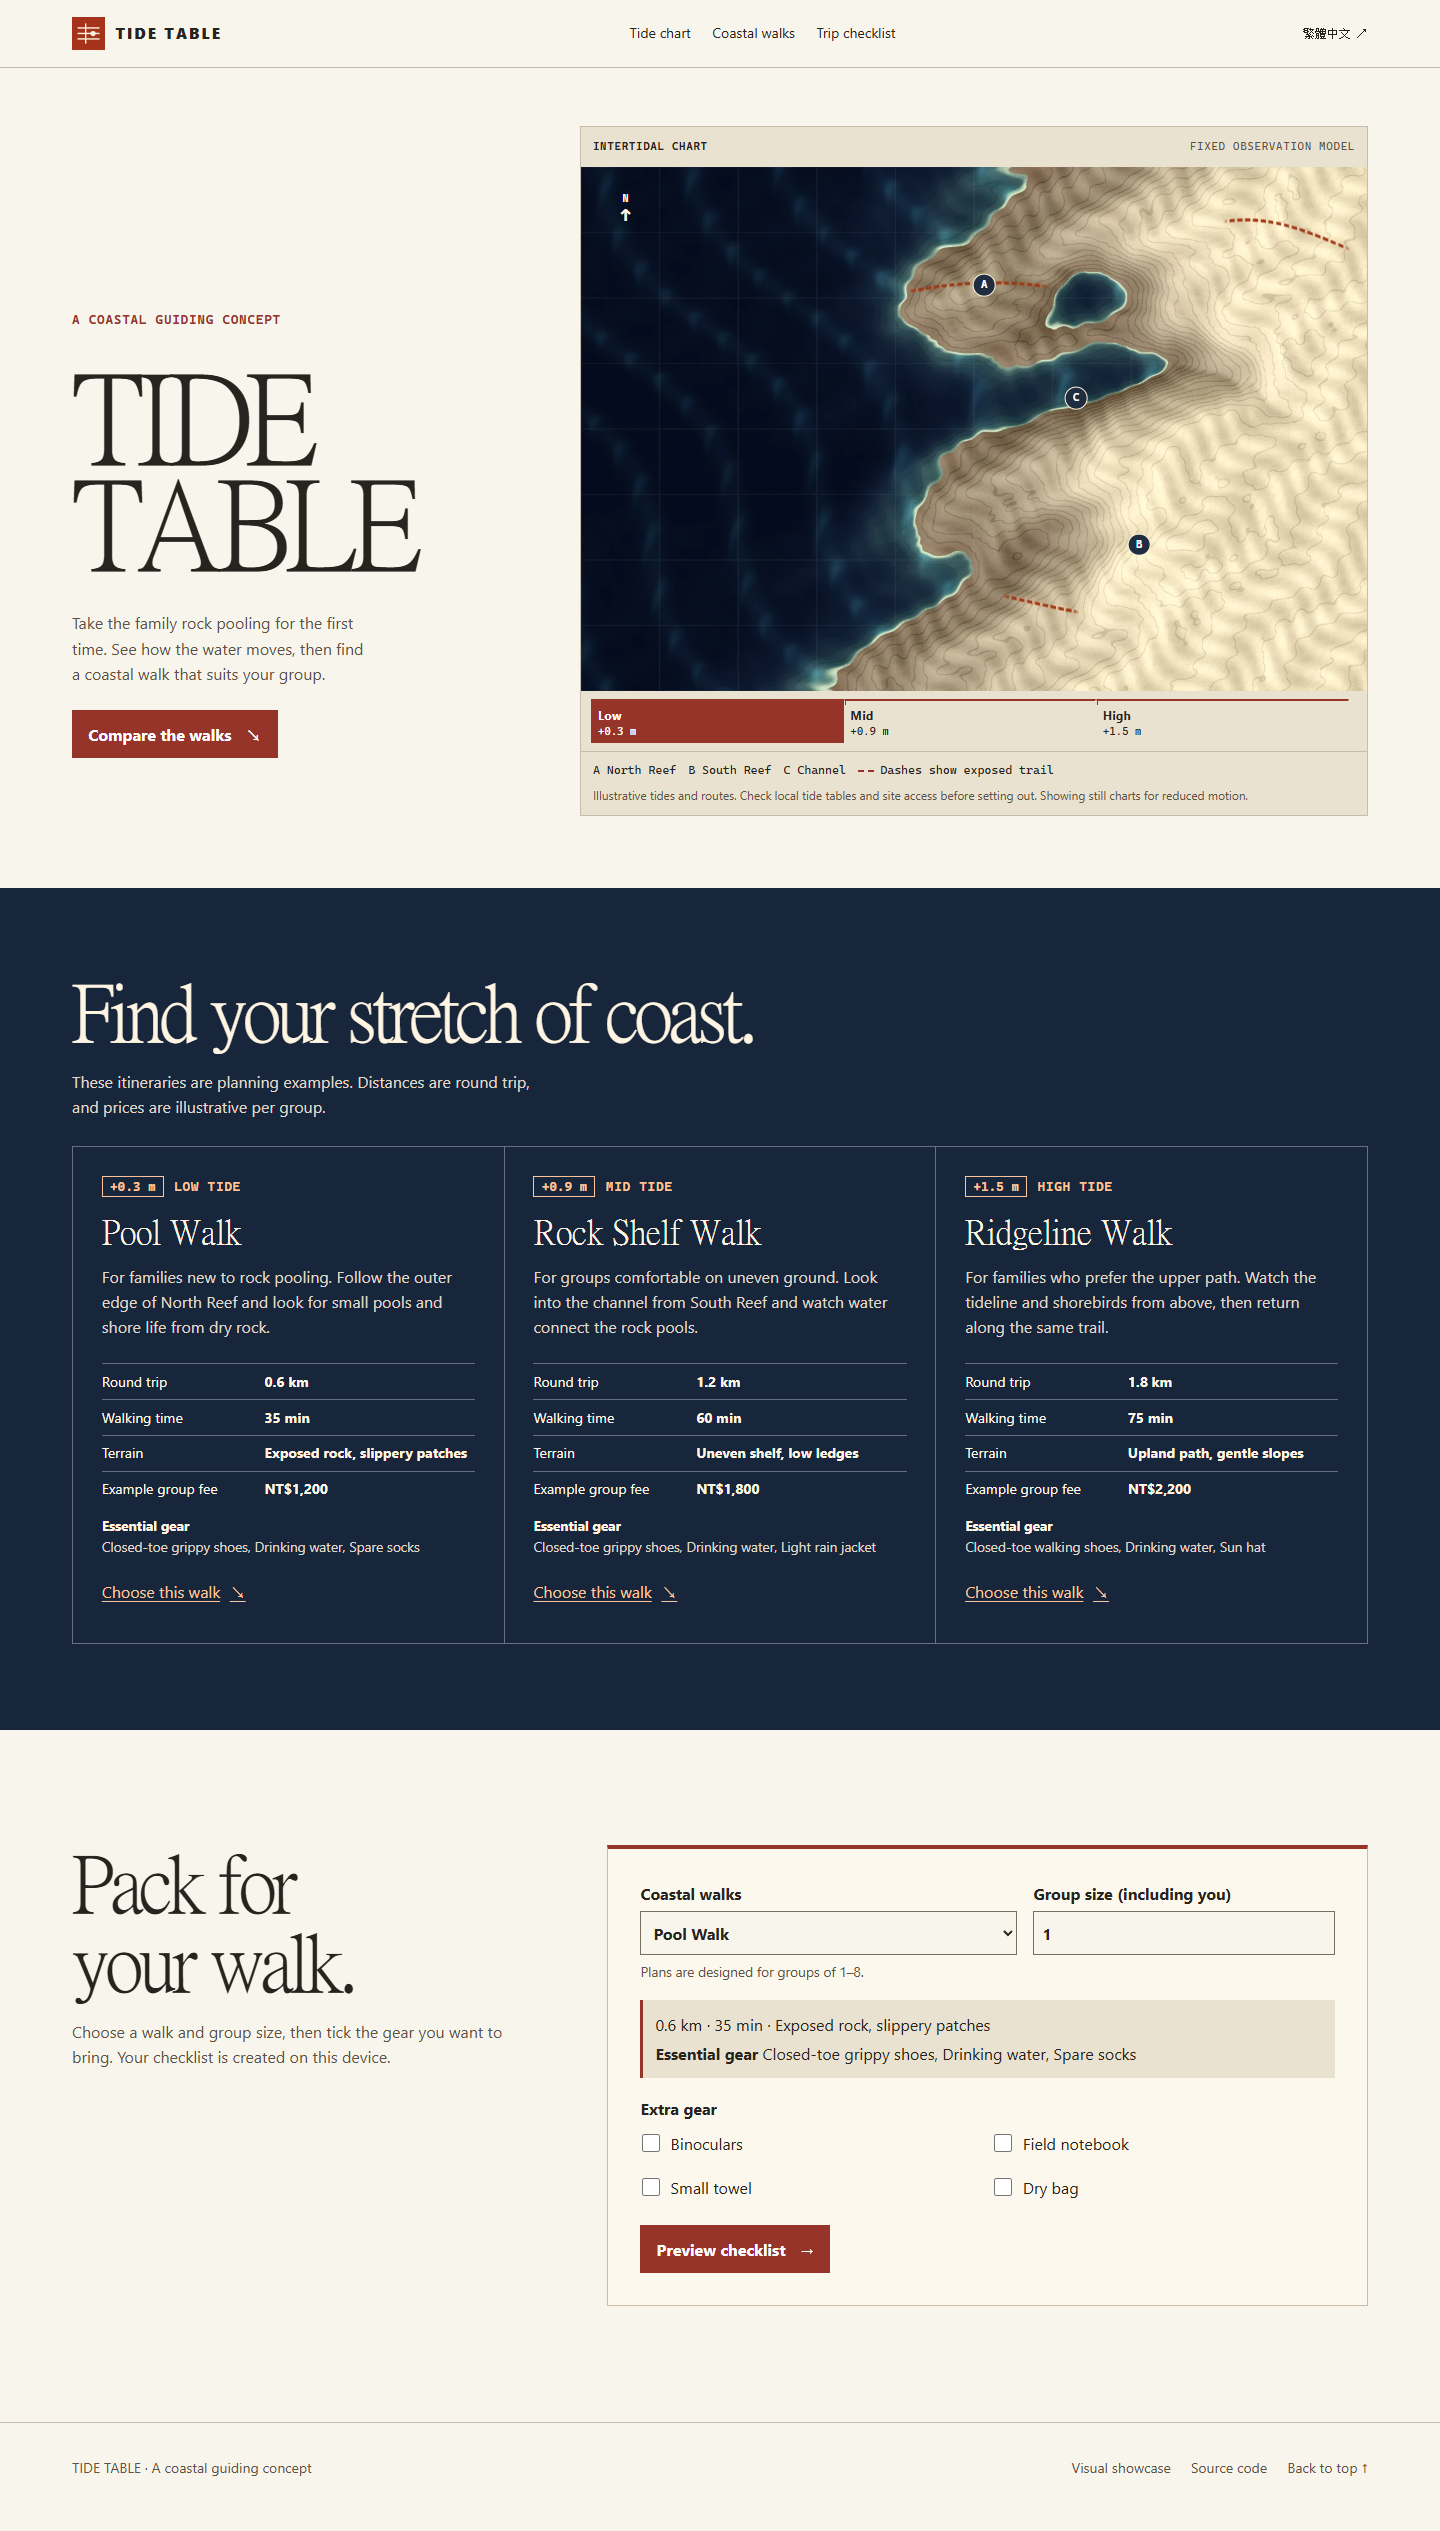 TIDE TABLE
Tide chart Coastal walks Trip checklist
繁體中文 ↗
A COASTAL GUIDING CONCEPT
TIDE
TABLE
Take the family rock pooling for the first
time. See how the water moves, then find
a coastal walk that suits your group.
Compare the walks ↘
INTERTIDAL CHART
FIXED OBSERVATION MODEL
N
↑
A
C
B
Low
+0.3 m
Mid
+0.9 m
High
+1.5 m
A North Reef B South Reef C Channel Dashes show exposed trail
Illustrative tides and routes. Check local tide tables and site access before setting out. Showing still charts for reduced motion.
Find your stretch of coast.
These itineraries are planning examples. Distances are round trip,
and prices are illustrative per group.
+0.3 m LOW TIDE
Pool Walk
For families new to rock pooling. Follow the outer
edge of North Reef and look for small pools and
shore life from dry rock.
Round trip 0.6 km
Walking time 35 min
Terrain Exposed rock, slippery patches
Example group fee NT$1,200
Essential gear
Closed-toe grippy shoes, Drinking water, Spare socks
Choose this walk ↘
+0.9 m MID TIDE
Rock Shelf Walk
For groups comfortable on uneven ground. Look
into the channel from South Reef and watch water
connect the rock pools.
Round trip 1.2 km
Walking time 60 min
Terrain Uneven shelf, low ledges
Example group fee NT$1,800
Essential gear
Closed-toe grippy shoes, Drinking water, Light rain jacket
Choose this walk ↘
+1.5 m HIGH TIDE
Ridgeline Walk
For families who prefer the upper path. Watch the
tideline and shorebirds from above, then return
along the same trail.
Round trip 1.8 km
Walking time 75 min
Terrain Upland path, gentle slopes
Example group fee NT$2,200
Essential gear
Closed-toe walking shoes, Drinking water, Sun hat
Choose this walk ↘
Pack for
your walk.
Choose a walk and group size, then tick the gear you want to
bring. Your checklist is created on this device.
Coastal walks
Pool Walk
Group size (including you)
1
Plans are designed for groups of 1–8.
0.6 km · 35 min · Exposed rock, slippery patches
Essential gear Closed-toe grippy shoes, Drinking water, Spare socks
Extra gear
Binoculars
Field notebook
Small towel
Dry bag
Preview checklist →
TIDE TABLE · A coastal guiding concept
Visual showcase Source code Back to top ↑